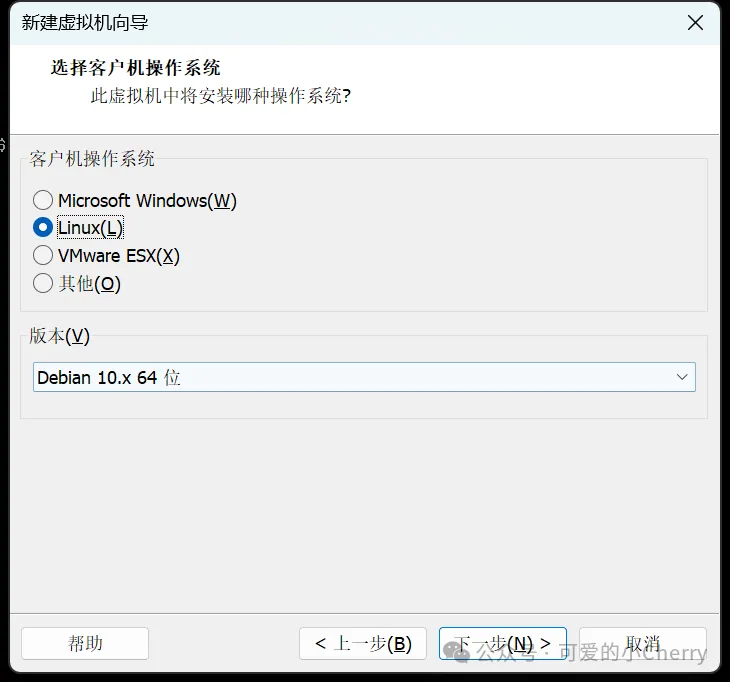 新建虚拟机向导
选择客户机操作系统
此虚拟机中将安装哪种操作系统?
客户机操作系统
Microsoft Windows(W)
Linux(L)
VMware ESX(X)
其他(O)
版本(V)
Debian 10.x 64 位
帮助
< 上一步(B)
下一步(N) >
取消
公众号 · 可爱的小Cherry